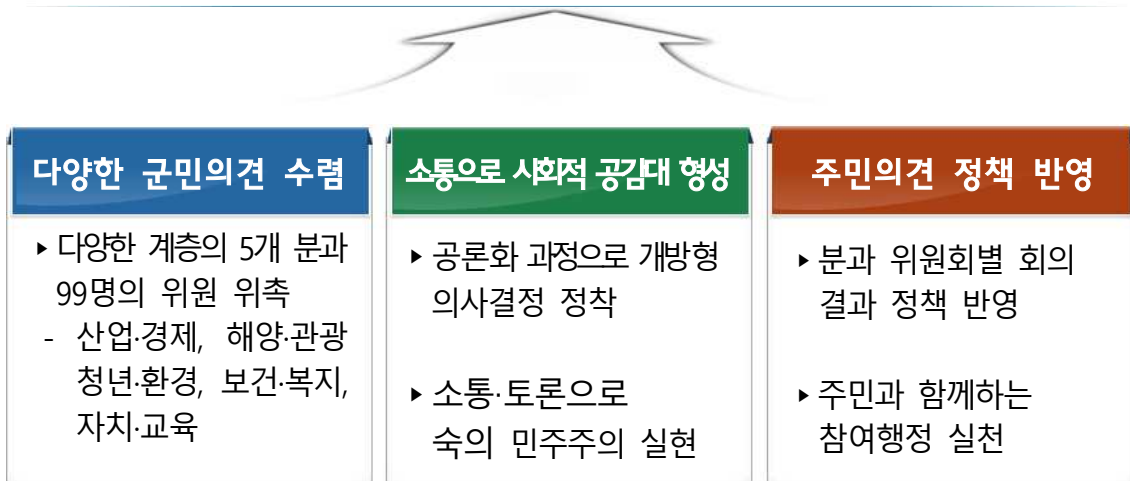 다양한 군민의견 수렴
▸다양한 계층의 5개 분과
99명의 위원 위촉
- 산업·경제, 해양·관광
청년·환경, 보건·복지,
자치·교육
소통으로 사회적 공감대 형성
▸공론화 과정으로 개방형
의사결정 정착
▸소통·토론으로
숙의 민주주의 실현
주민의견 정책 반영
▸분과 위원회별 회의
결과 정책 반영
▸주민과 함께하는
참여행정 실천